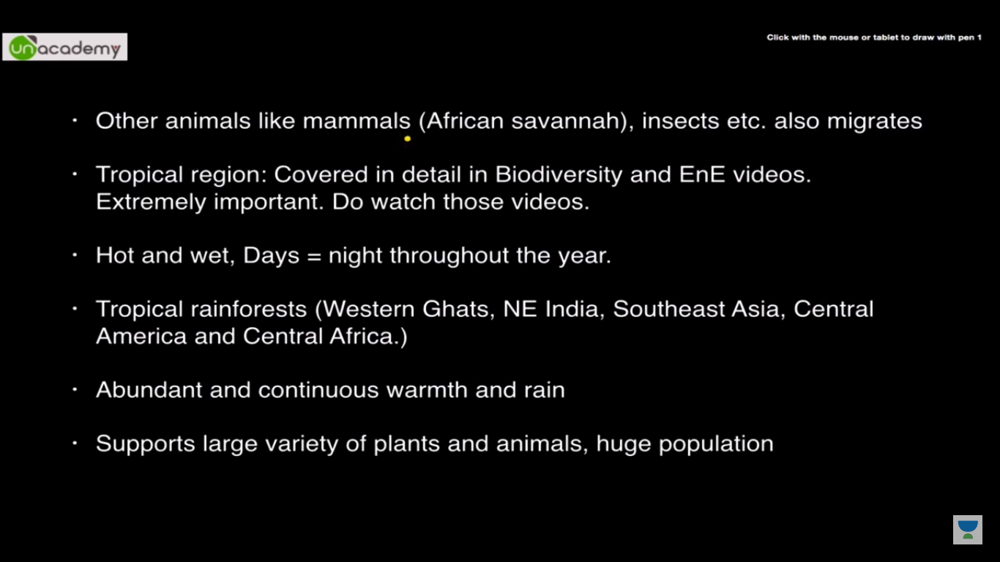 unacademy
Click with the mouse or tablet to draw with pen 1
· Other animals like mammals (African savannah), insects etc. also migrates
· Tropical region: Covered in detail in Biodiversity and EnE videos.
Extremely important. Do watch those videos.
· Hot and wet, Days = night throughout the year.
· Tropical rainforests (Western Ghats, NE India, Southeast Asia, Central
America and Central Africa.)
· Abundant and continuous warmth and rain
· Supports large variety of plants and animals, huge population